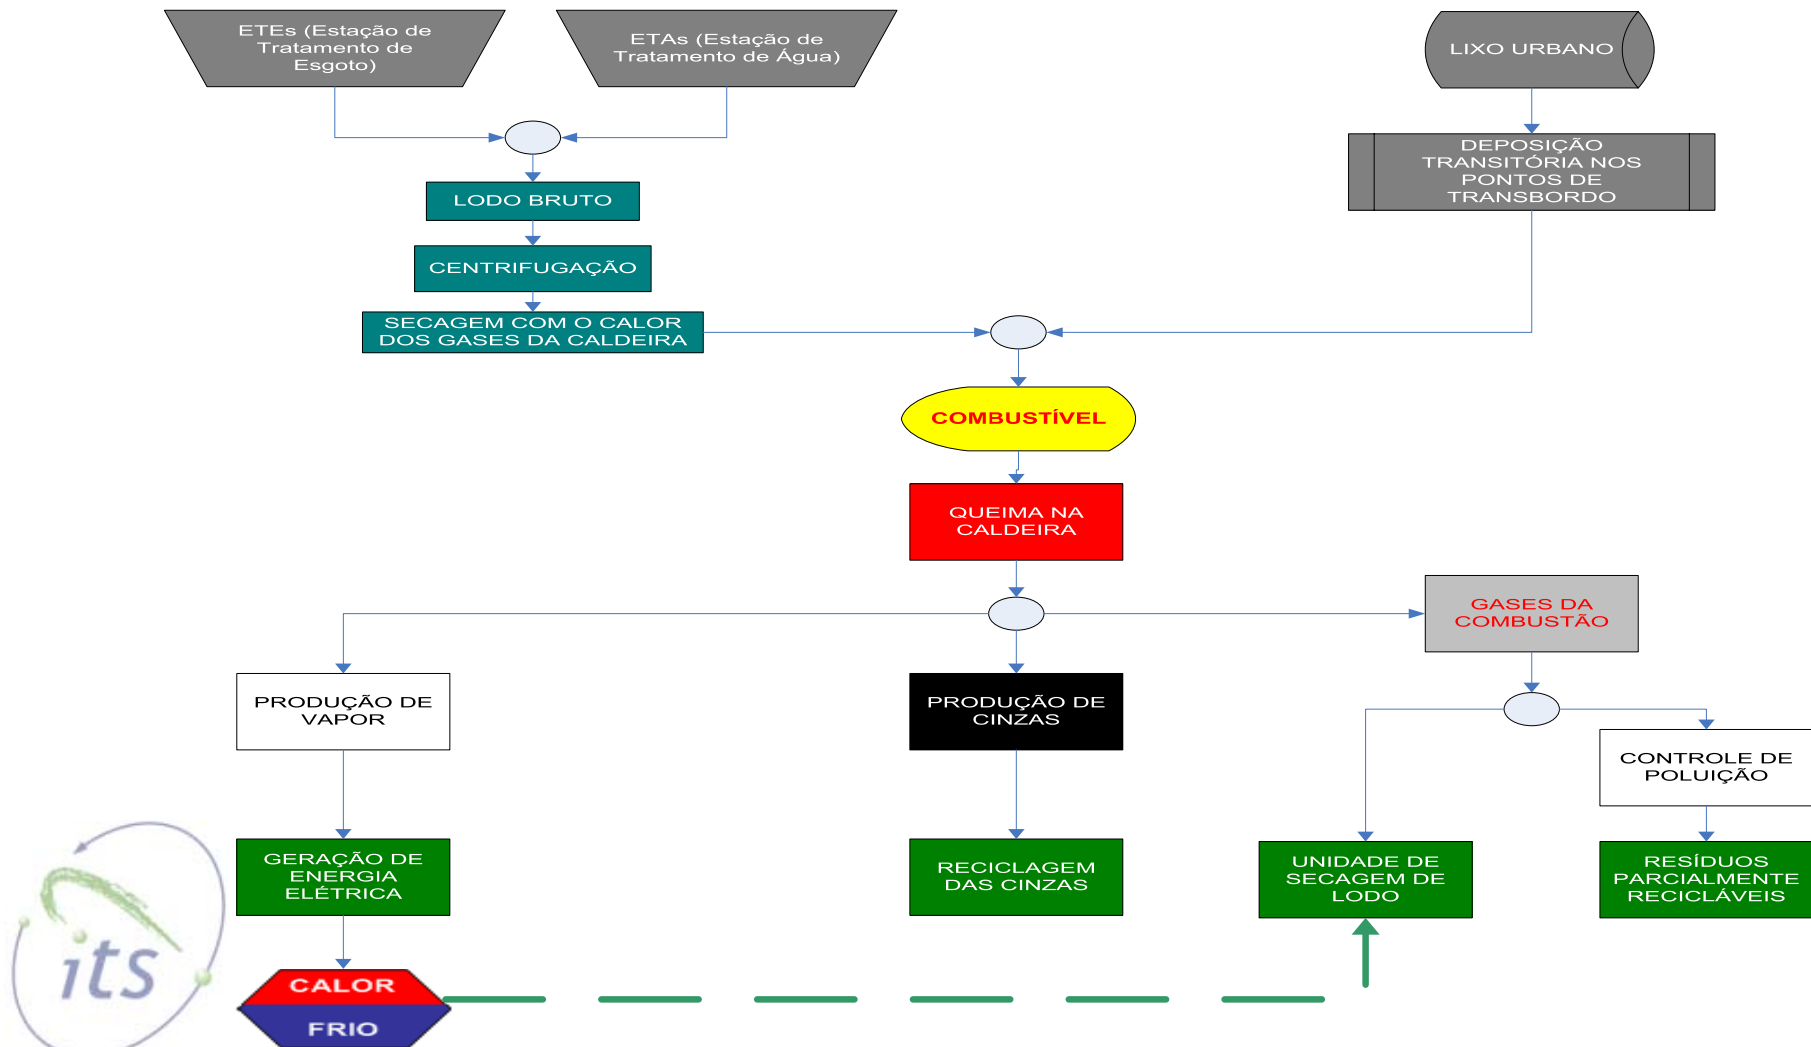 ETEs (Estação de
Tratamento de
Esgoto)
ETAs (Estação de
Tratamento de Água)
LIXO URBANO
DEPOSIÇÃO
TRANSITÓRIA NOS
PONTOS DE
TRANSBORDO
LODO BRUTO
CENTRIFUGAÇÃO
SECAGEM COM O CALOR
DOS GASES DA CALDEIRA
COMBUSTÍVEL
QUEIMA NA
CALDEIRA
GASES DA
COMBUSTÃO
PRODUÇÃO DE
VAPOR
PRODUÇÃO DE
CINZAS
CONTROLE DE
POLUIÇÃO
GERAÇÃO DE
ENERGIA
ELÉTRICA
RECICLAGEM
DAS CINZAS
UNIDADE DE
SECAGEM DE
LODO
RESÍDUOS
PARCIALMENTE
RECICLÁVEIS
its
CALOR
FRIO